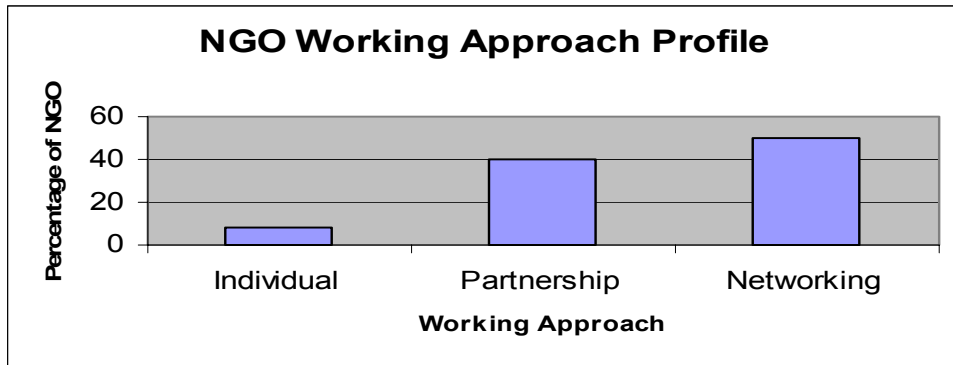 NGO Working Approach Profile
Percentage of NGO
60
40
20
0
Individual Partnership Networking
Working Approach